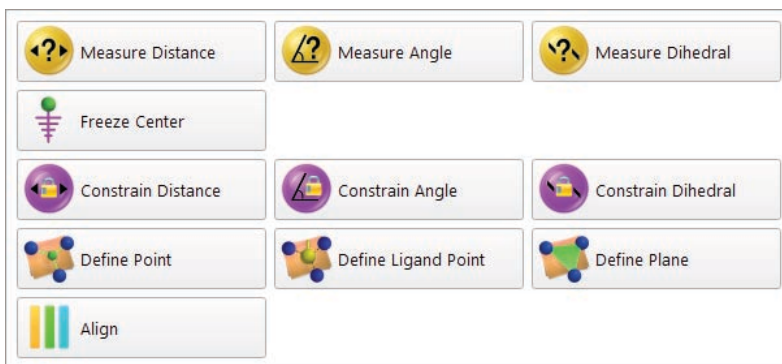 Measure Distance
Measure Angle
Measure Dihedral
Freeze Center
Constrain Distance
Constrain Angle
Constrain Dihedral
Define Point
Define Ligand Point
Define Plane
Align